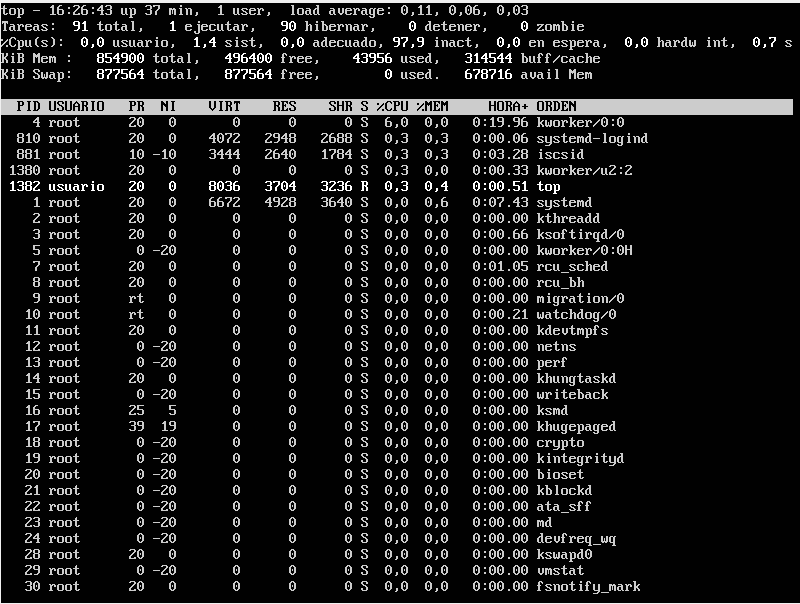 top - 16:26:43 up 37 min,  1 user,  load average: 0,11, 0,06, 0,03
Tareas:  91 total,   1 ejecutar,   90 hibernar,   0 detener,    0 zombie
%Cpu(s):  0,0 usuario,  1,4 sist,  0,0 adecuado, 97,9 inact,  0,0 en espera,  0,0 hardw int,  0,7 s
KiB Mem :   854900 total,   496400 free,    43956 used,   314544 buff/cache
KiB Swap:   877564 total,   877564 free,        0 used.   678716 avail Mem
PID USUARIO   PR  NI    VIRT    RES    SHR S %CPU %MEM     HORA+ ORDEN
4 root      20   0       0      0      0 S  6,0  0,0   0:19.96 kworker/0:0
810 root      20   0    4072   2948   2688 S  0,3  0,3   0:00.06 systemd-logind
881 root      10 -10    3444   2640   1784 S  0,3  0,3   0:03.28 iscsid
1380 root      20   0       0      0      0 S  0,3  0,0   0:00.33 kworker/u2:2
1382 usuario   20   0    8036   3704   3236 R  0,3  0,4   0:00.51 top
1 root      20   0    6672   4928   3640 S  0,0  0,6   0:07.43 systemd
2 root      20   0       0      0      0 S  0,0  0,0   0:00.00 kthreadd
3 root      20   0       0      0      0 S  0,0  0,0   0:00.66 ksoftirqd/0
5 root       0 -20       0      0      0 S  0,0  0,0   0:00.00 kworker/0:0H
7 root      20   0       0      0      0 S  0,0  0,0   0:01.05 rcu_sched
8 root      20   0       0      0      0 S  0,0  0,0   0:00.00 rcu_bh
9 root      rt   0       0      0      0 S  0,0  0,0   0:00.00 migration/0
10 root      rt   0       0      0      0 S  0,0  0,0   0:00.21 watchdog/0
11 root      20   0       0      0      0 S  0,0  0,0   0:00.00 kdevtmpfs
12 root       0 -20       0      0      0 S  0,0  0,0   0:00.00 netns
13 root       0 -20       0      0      0 S  0,0  0,0   0:00.00 perf
14 root      20   0       0      0      0 S  0,0  0,0   0:00.00 khungtaskd
15 root       0 -20       0      0      0 S  0,0  0,0   0:00.00 writeback
16 root      25   5       0      0      0 S  0,0  0,0   0:00.00 ksmd
17 root      39  19       0      0      0 S  0,0  0,0   0:00.00 khugepaged
18 root       0 -20       0      0      0 S  0,0  0,0   0:00.00 crypto
19 root       0 -20       0      0      0 S  0,0  0,0   0:00.00 kintegrityd
20 root       0 -20       0      0      0 S  0,0  0,0   0:00.00 bioset
21 root       0 -20       0      0      0 S  0,0  0,0   0:00.00 kblockd
22 root       0 -20       0      0      0 S  0,0  0,0   0:00.00 ata_sff
23 root       0 -20       0      0      0 S  0,0  0,0   0:00.00 md
24 root       0 -20       0      0      0 S  0,0  0,0   0:00.00 devfreq_wq
28 root      20   0       0      0      0 S  0,0  0,0   0:00.00 kswapd0
29 root       0 -20       0      0      0 S  0,0  0,0   0:00.00 vmstat
30 root      20   0       0      0      0 S  0,0  0,0   0:00.00 fsnotify_mark